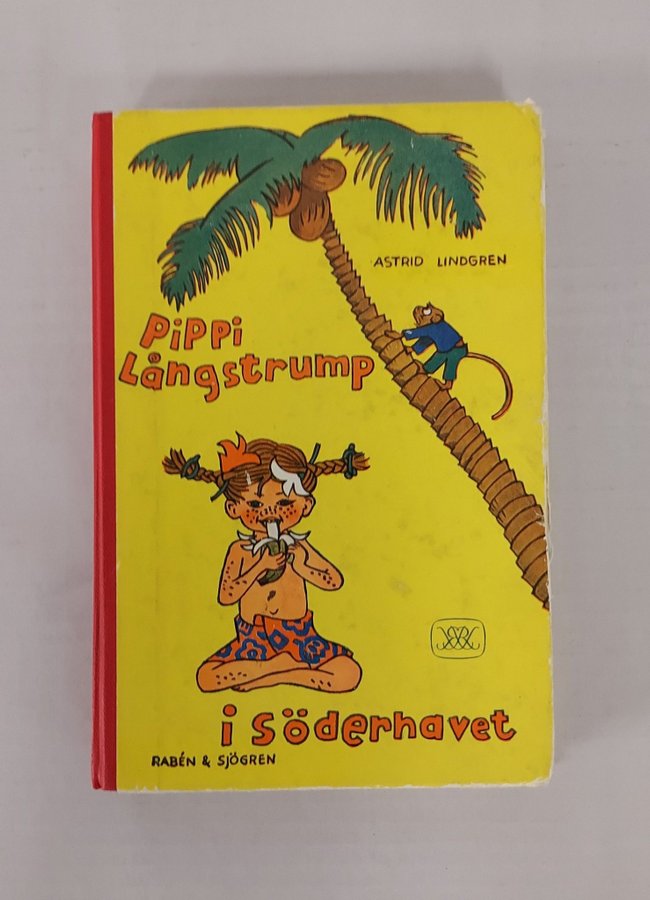 ASTRID LINDGREN
PiPPi
Långstrump
i Söderhavet
RABÉN & SJÖGREN